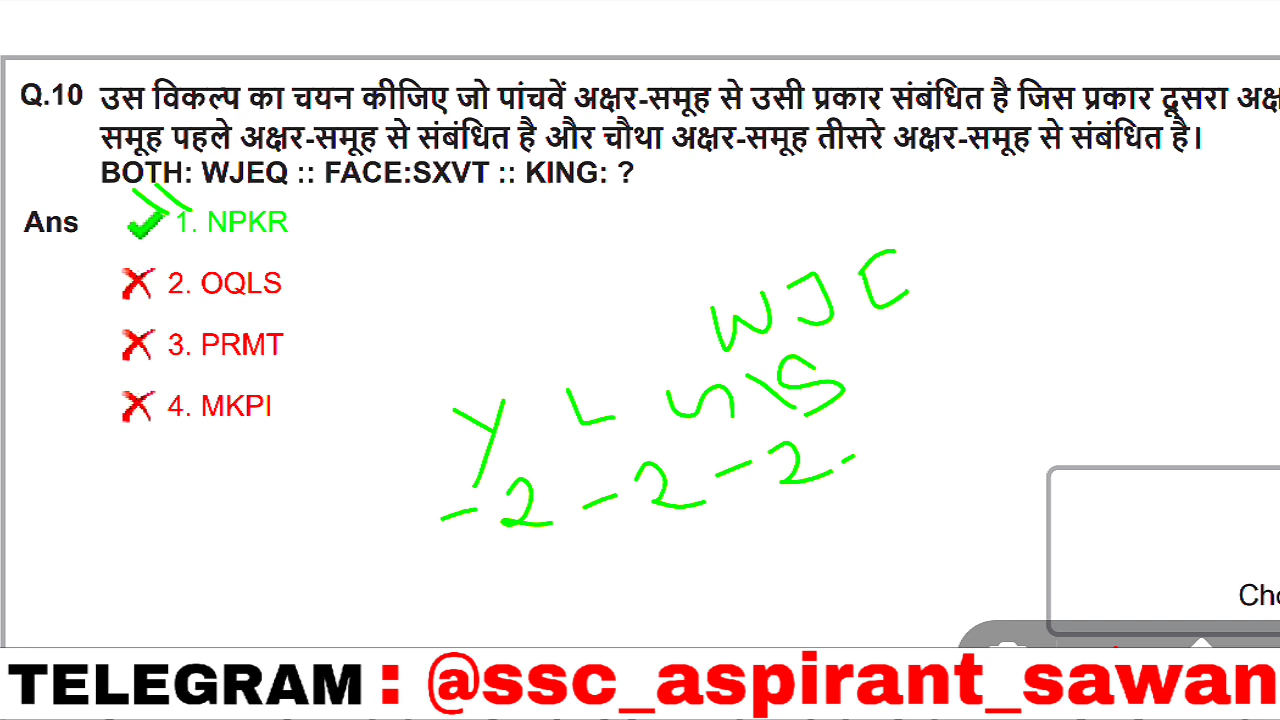 Q.10 उस विकल्प का चयन कीजिए जो पांचवें अक्षर-समूह से उसी प्रकार संबंधित है जिस प्रकार दूसरा अक्ष
समूह पहले अक्षर-समूह से संबंधित है और चौथा अक्षर-समूह तीसरे अक्षर-समूह से संबंधित है।
BOTH: WJEQ :: FACE:SXVT :: KING: ?
Ans 1. NPKR
2. OQLS
3. PRMT
4. MKPI
W J
Y L S
-2 -2 -2
Cho
TELEGRAM : @ssc_aspirant_sawan